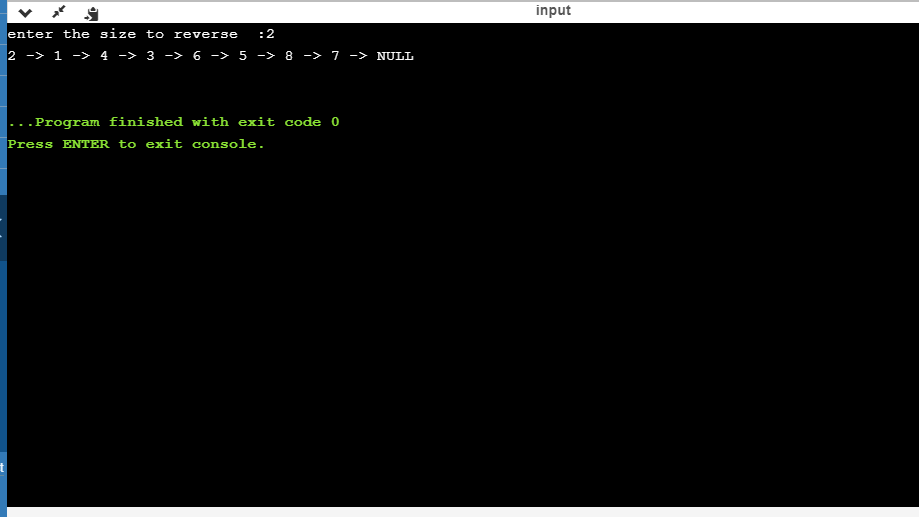 input
enter the size to reverse  :2
2 -> 1 -> 4 -> 3 -> 6 -> 5 -> 8 -> 7 -> NULL
...Program finished with exit code 0
Press ENTER to exit console.
t